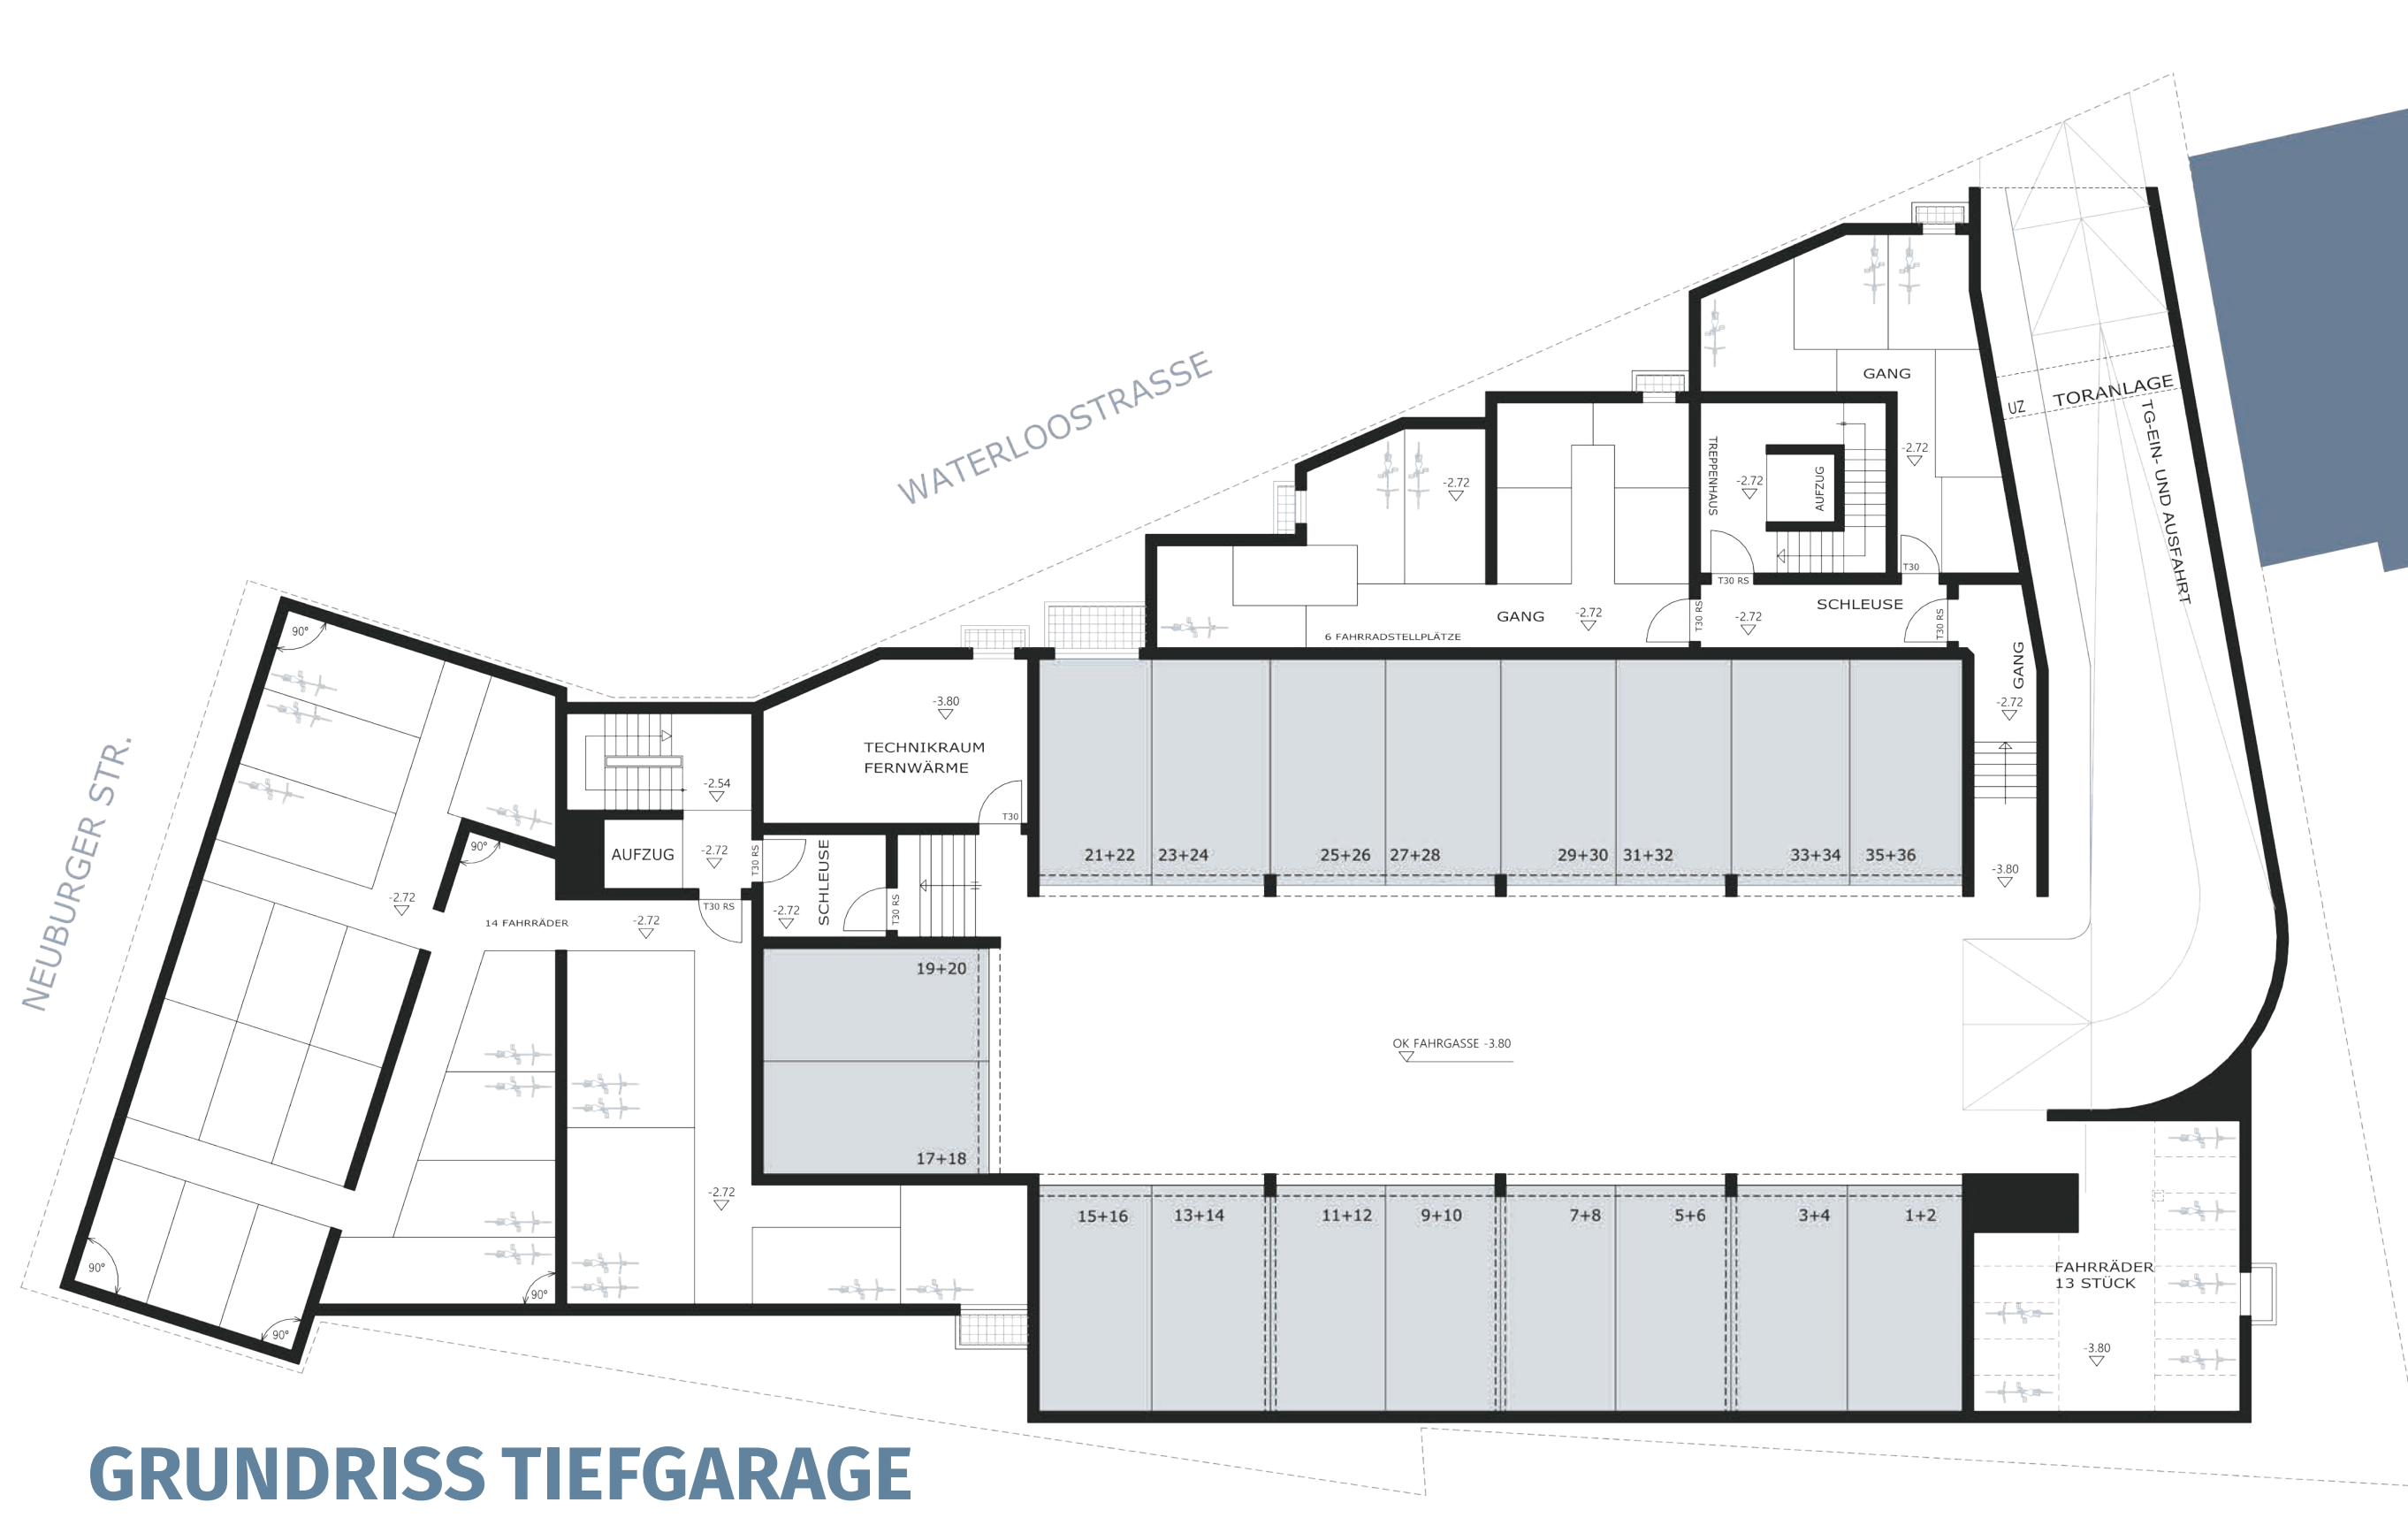 WATERLOOSTRASSE
NEUBURGER STR.
GANG
UZ
TORANLAGE
TG-EIN- UND AUSFAHRT
-2.72
TREPPENHAUS
-2.72
AUFZUG
-2.72
T30 RS
T30
GANG
-2.72
6 FAHRRADSTELLPLÄTZE
T30 RS
-2.72
SCHLEUSE
T30 RS
GANG
-2.72
-3.80
90°
-3.80
TECHNIKRAUM
FERNWÄRME
T30
-2.54
AUFZUG
-2.72
T30 RS
SCHLEUSE
-2.72
T30 RS
T30 RS
90°
-2.72
14 FAHRRÄDER
-2.72
21+22
23+24
25+26
27+28
29+30
31+32
33+34
35+36
19+20
17+18
OK FAHRGASSE -3.80
-2.72
15+16
13+14
11+12
9+10
7+8
5+6
3+4
1+2
FAHRRÄDER
13 STÜCK
-3.80
90°
90°
90°
GRUNDRISS TIEFGARAGE